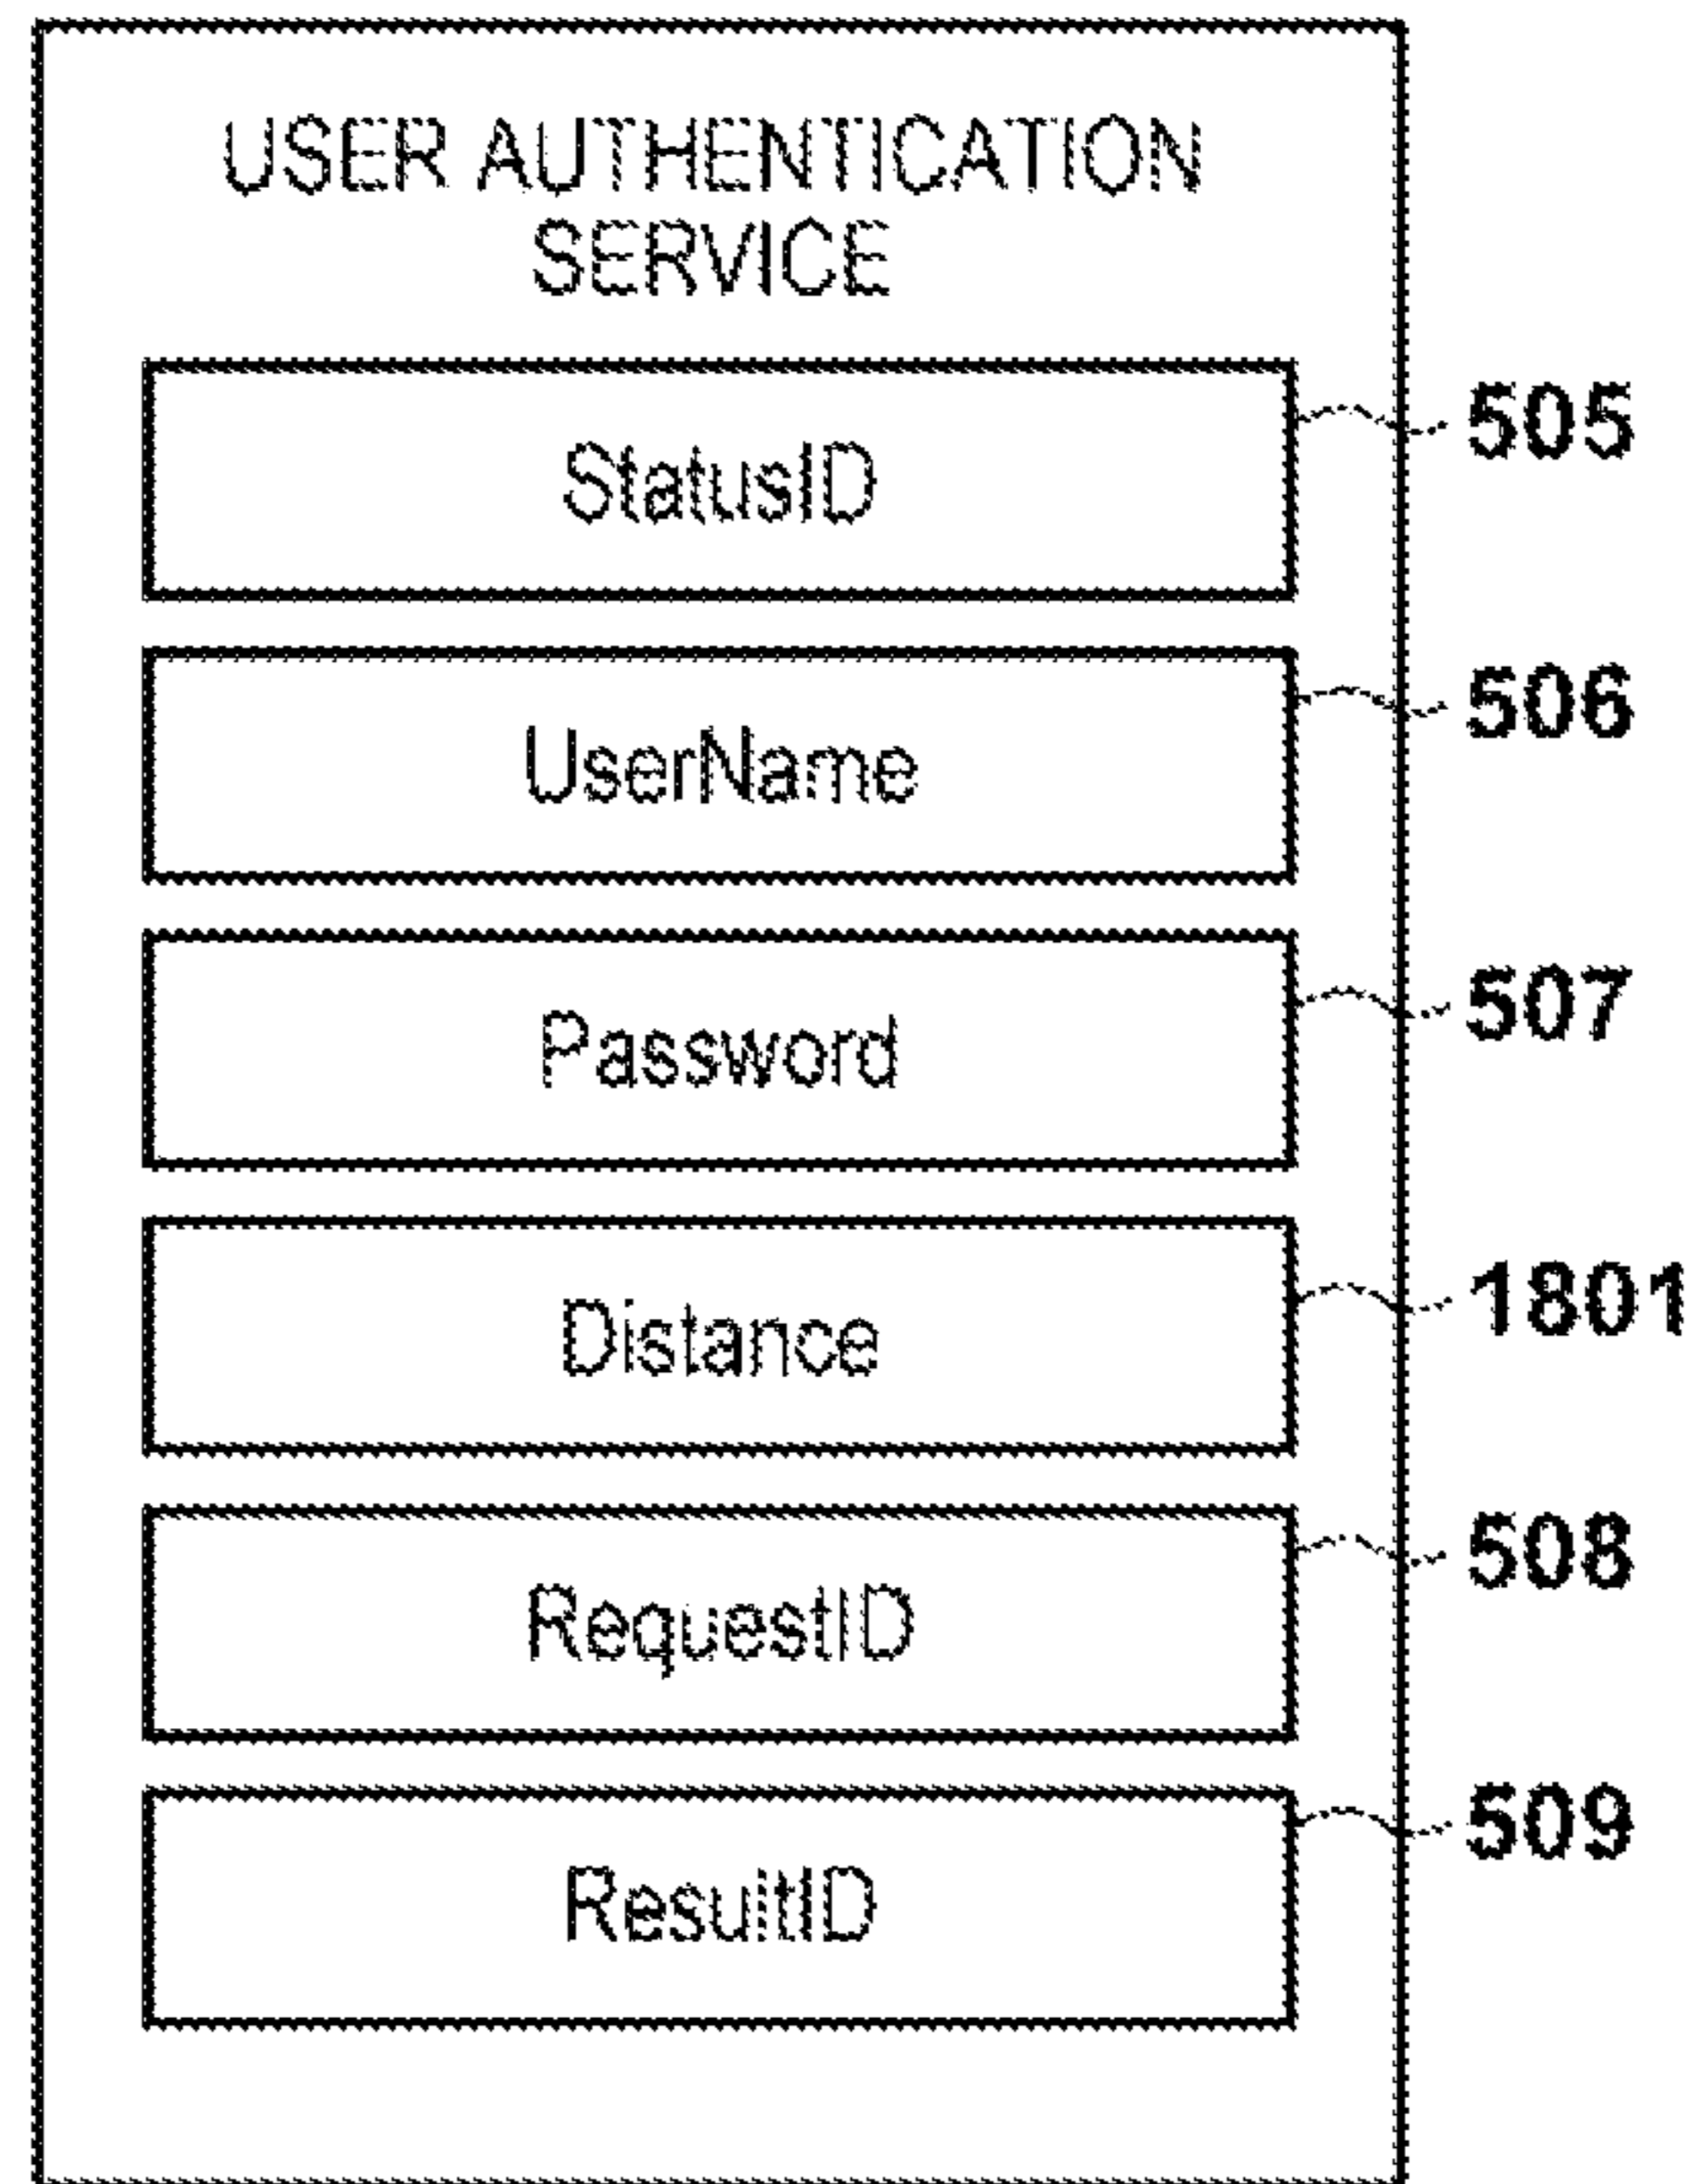 USER AUTHENTICATION
SERVICE
StatusID
505
UserName
506
Password
507
Distance
1801
RequestID
508
ResultID
509